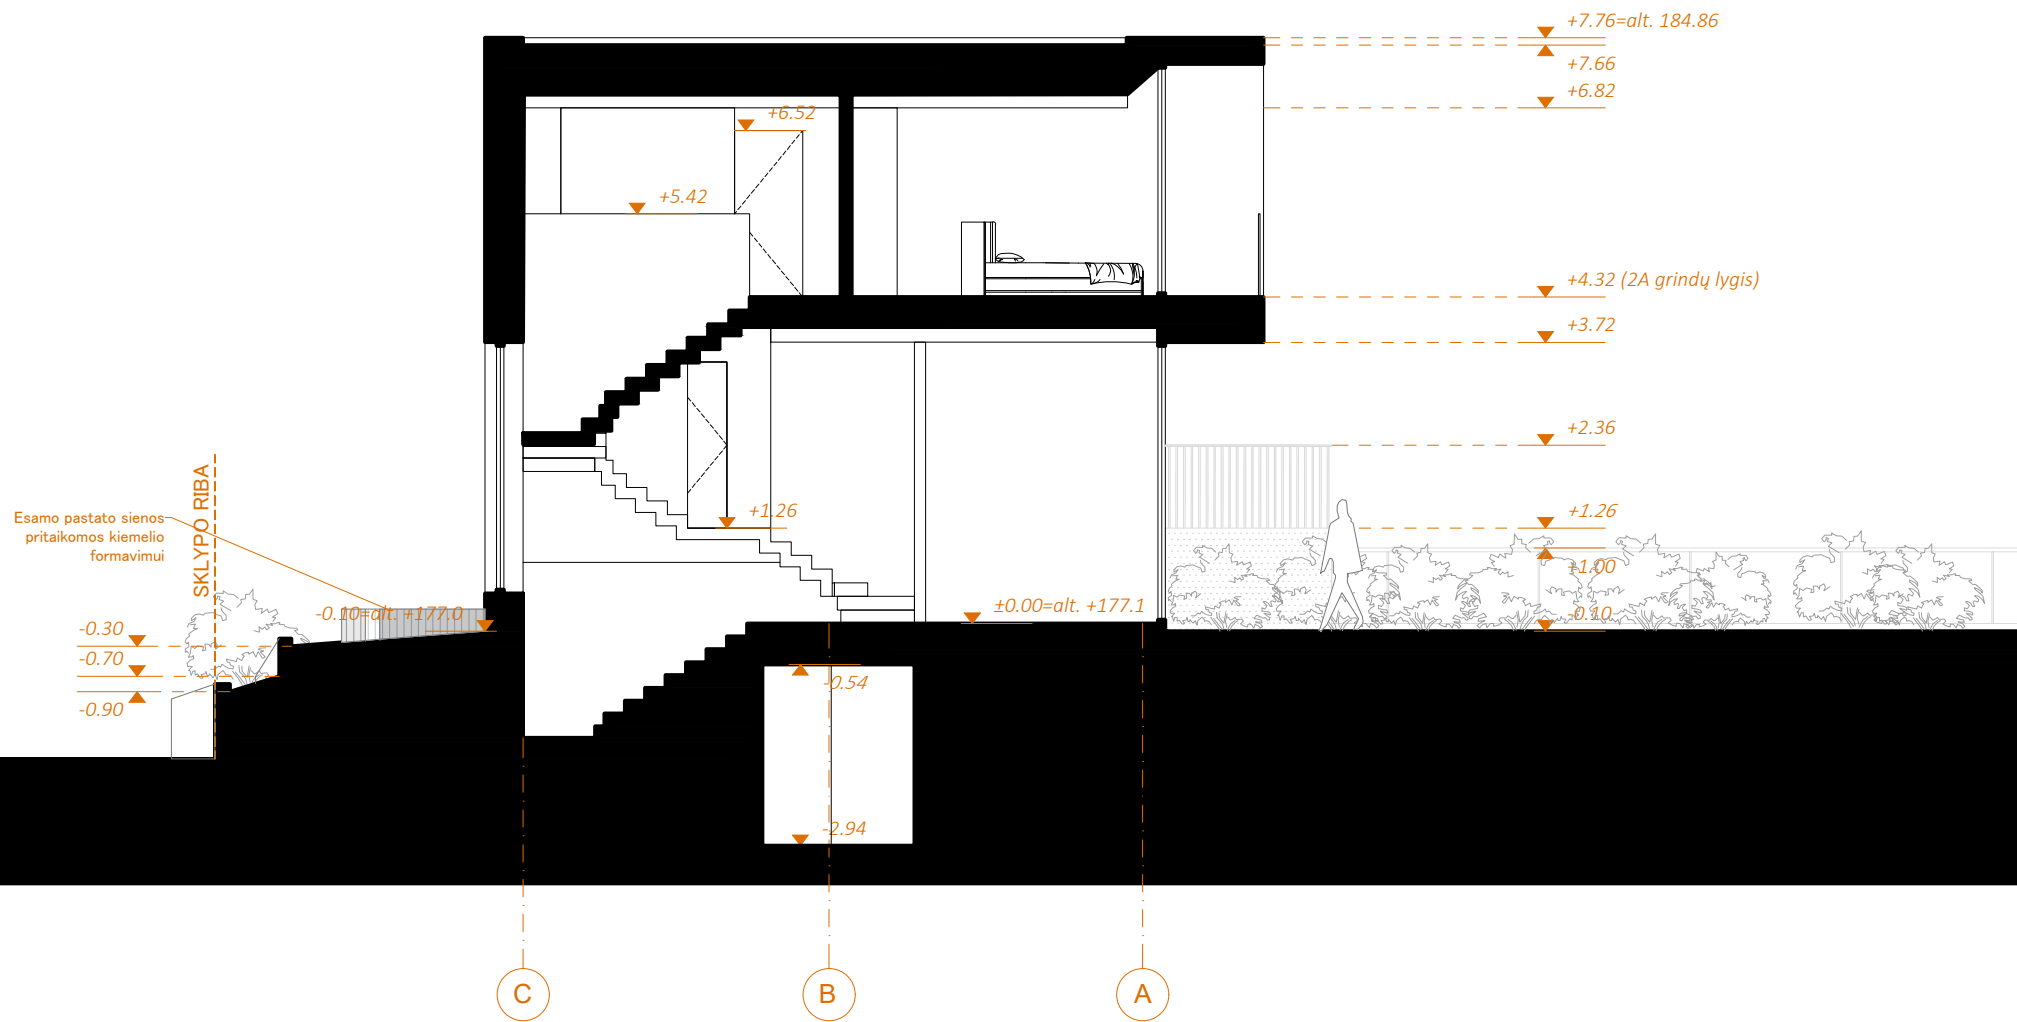 +7.76=alt. 184.86
+7.66
+6.82
+6.52
+5.42
+4.32 (2A grindų lygis)
+3.72
+2.36
+1.26
+1.26
+1.00
-0.10
SKLYPO RIBA
Esamo pastato sienos
pritaikomos kiemelio
formavimui
-0.10=alt. +177.0
±0.00=alt. +177.1
-0.30
-0.70
-0.90
-0.54
-2.94
C
B
A